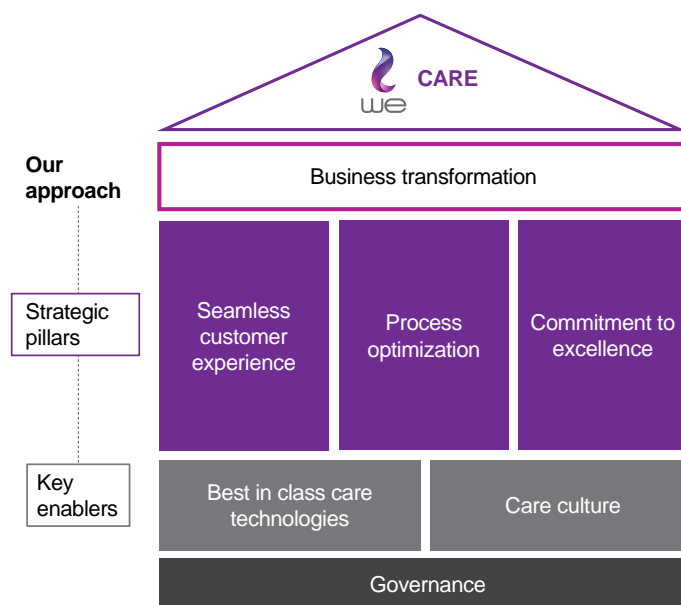 we
CARE
Our
approach
Business transformation
Strategic
pillars
Seamless
customer
experience
Process
optimization
Commitment to
excellence
Key
enablers
Best in class care
technologies
Care culture
Governance